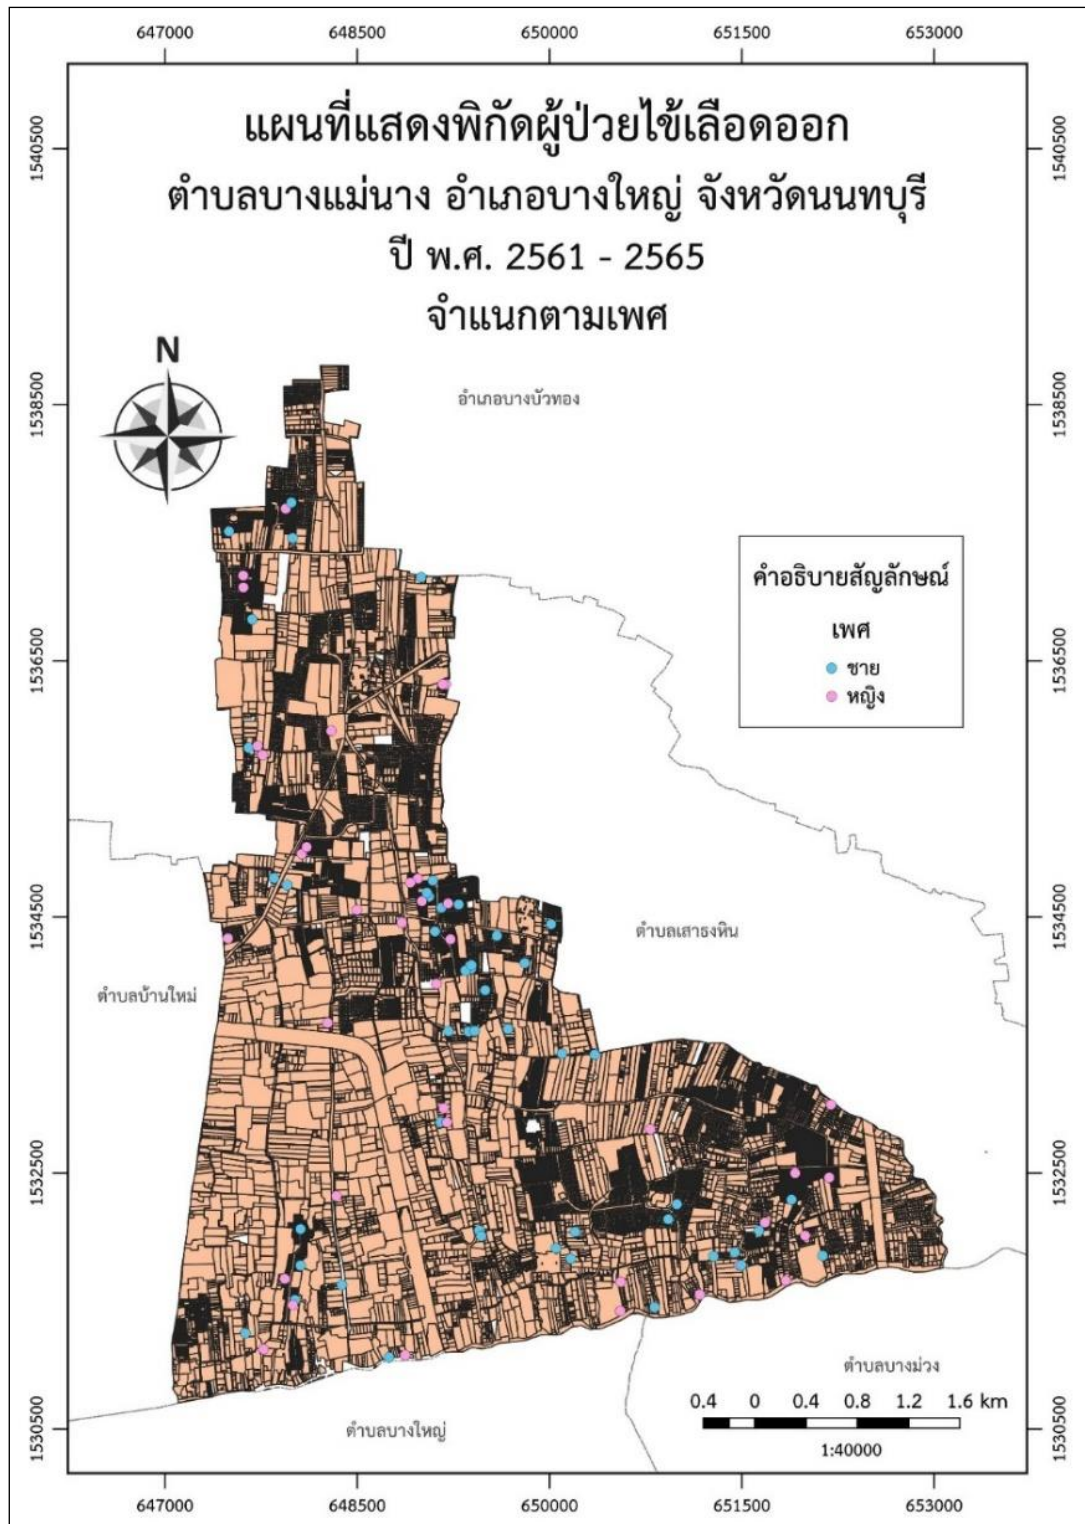 647000 648500 650000 651500 653000
แผนที่แสดงพิกัดผู้ป่วยไข้เลือดออก
ตำบลบางแม่นาง อำเภอบางใหญ่ จังหวัดนนทบุรี
ปี พ.ศ. 2561 - 2565
จำแนกตามเพศ
1540500 1540500
N
อำเภอบางบัวทอง
1538500 1538500
คำอธิบายสัญลักษณ์
เพศ
ชาย
หญิง
1536500 1536500
1534500 1534500
ตำบลเสาธงหิน
ตำบลบ้านใหม่
1532500 1532500
ตำบลบางม่วง
0.4 0 0.4 0.8 1.2 1.6 km
1:40000
ตำบลบางใหญ่
1530500 1530500
647000 648500 650000 651500 653000